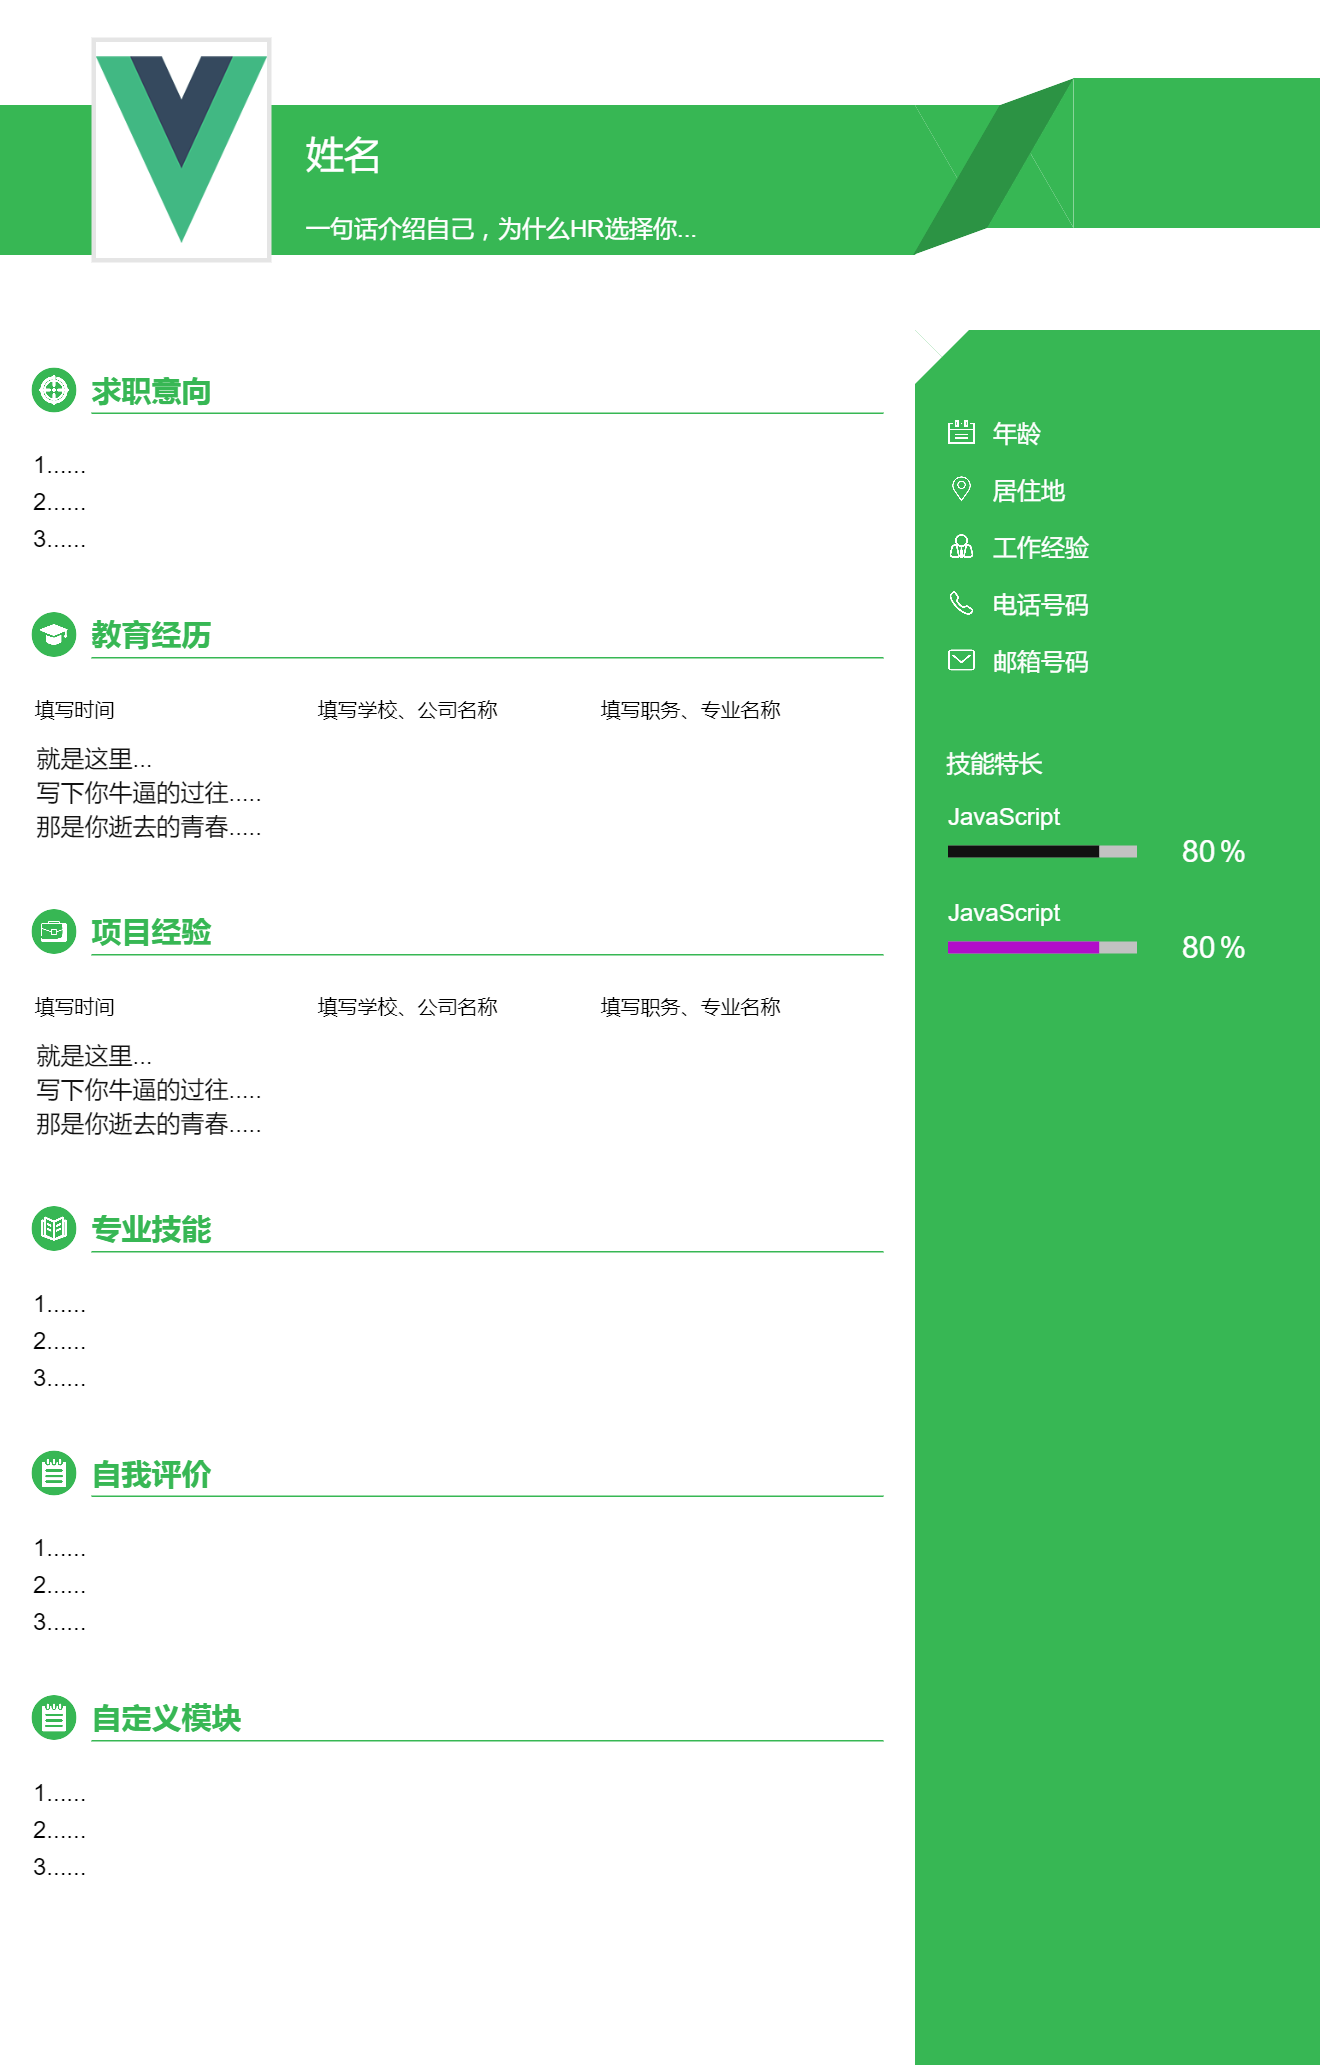 姓名
一句话介绍自己，为什么HR选择你...
求职意向
1......
2......
3......
教育经历
填写时间 填写学校、公司名称 填写职务、专业名称
就是这里...
写下你牛逼的过往.....
那是你逝去的青春.....
项目经验
填写时间 填写学校、公司名称 填写职务、专业名称
就是这里...
写下你牛逼的过往.....
那是你逝去的青春.....
专业技能
1......
2......
3......
自我评价
1......
2......
3......
自定义模块
1......
2......
3......
年龄
居住地
工作经验
电话号码
邮箱号码
技能特长
JavaScript
80%
JavaScript
80%